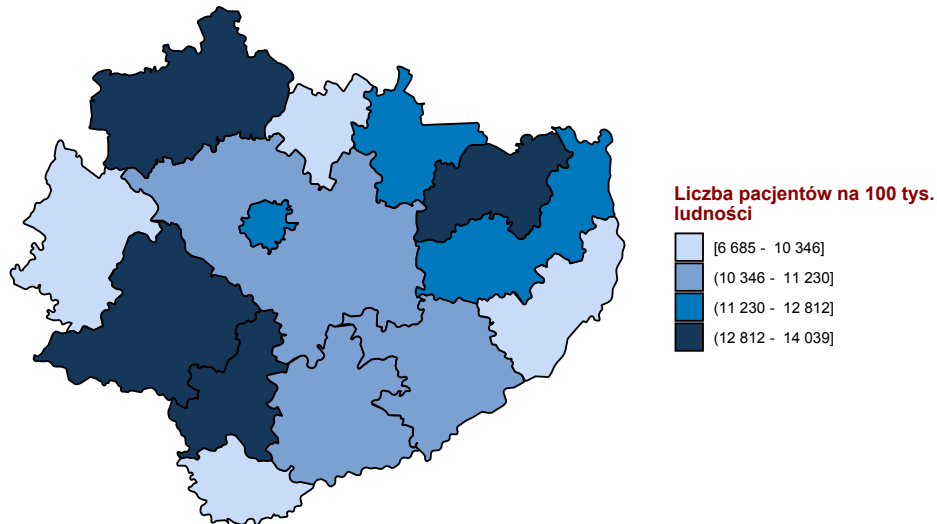 Liczba pacjentów na 100 tys.
ludności
[6 685 - 10 346]
(10 346 - 11 230]
(11 230 - 12 812]
(12 812 - 14 039]